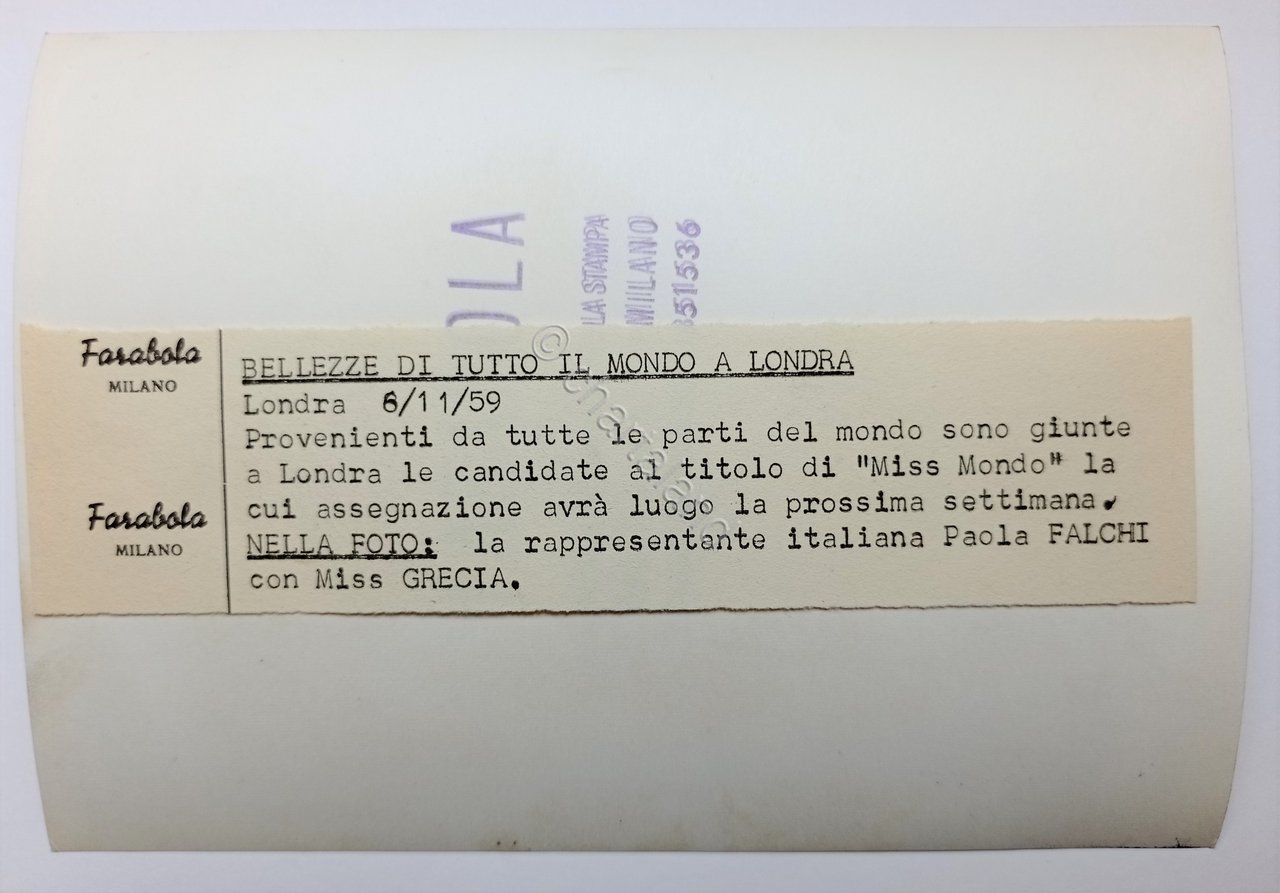 OLA
LA STAMPA
MILANO
351536
Farabola
MILANO
Farabola
MILANO
BELLEZZE DI TUTTO IL MONDO A LONDRA
Londra 6/11/59
Provenienti da tutte le parti del mondo sono giunte
a Londra le candidate al titolo di "Miss Mondo" la
cui assegnazione avrà luogo la prossima settimana.
NELLA FOTO: la rappresentante italiana Paola FALCHI
con Miss GRECIA.